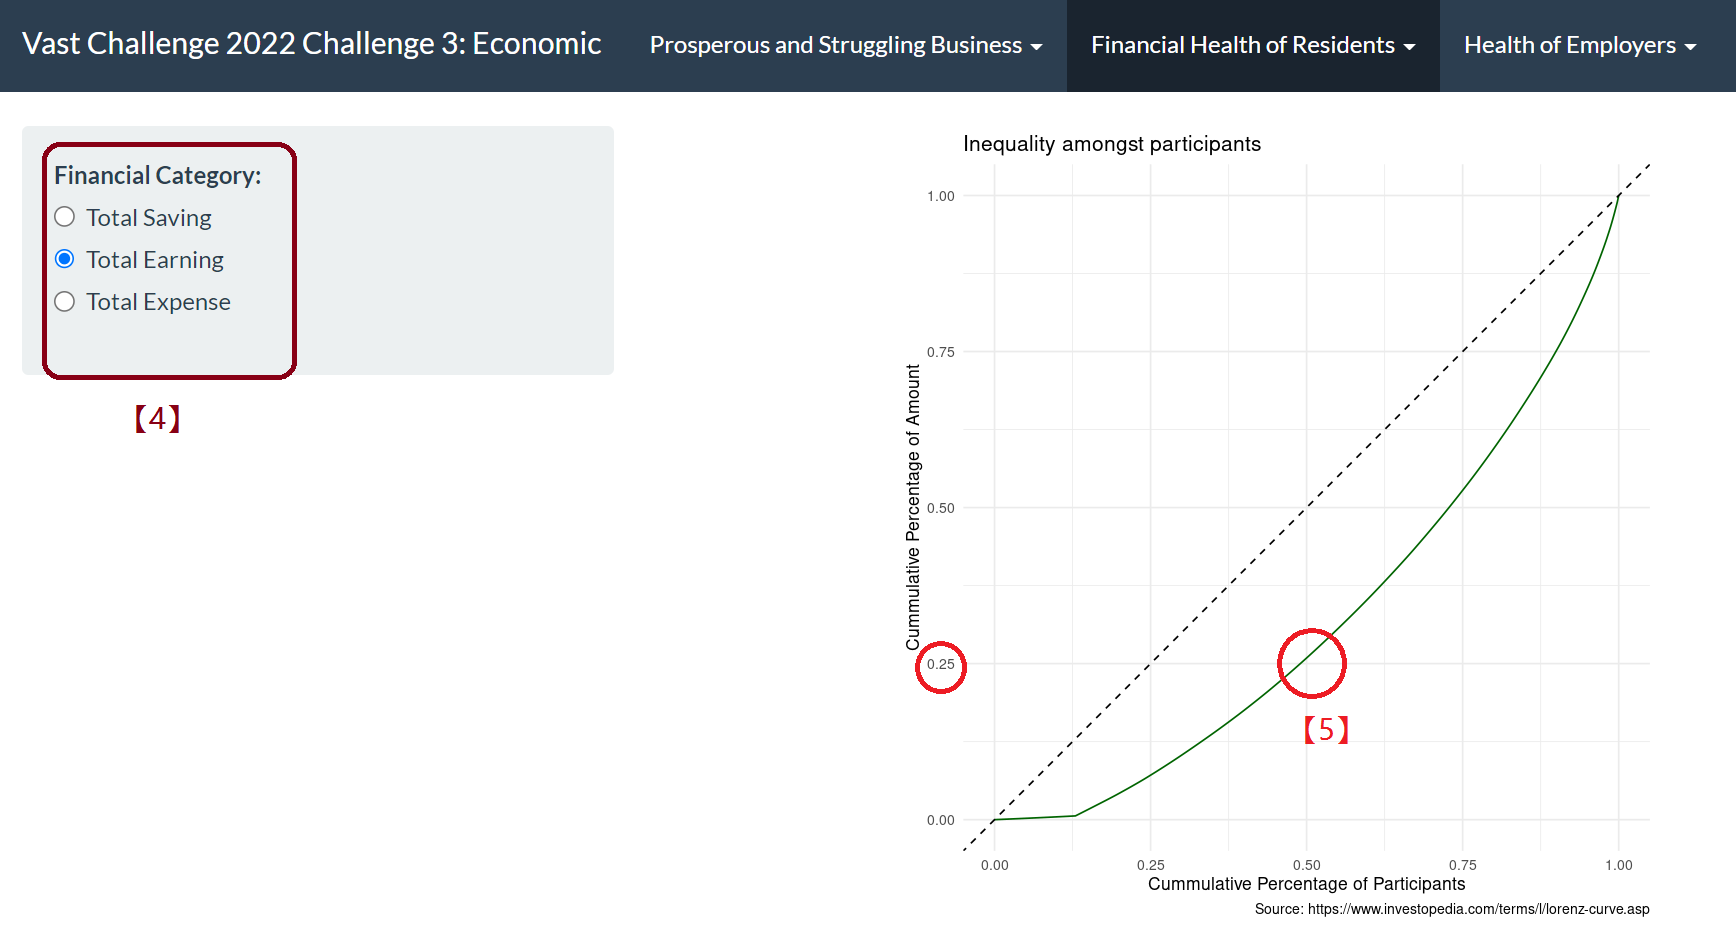 Vast Challenge 2022 Challenge 3: Economic
Prosperous and Struggling Business
Financial Health of Residents
Health of Employers
Financial Category:
Total Saving
Total Earning
Total Expense
【4】
Inequality amongst participants
Cummulative Percentage of Amount
1.00
0.75
0.50
0.25
0.00
【5】
0.00 0.25 0.50 0.75 1.00
Cummulative Percentage of Participants
Source: https://www.investopedia.com/terms/l/lorenz-curve.asp